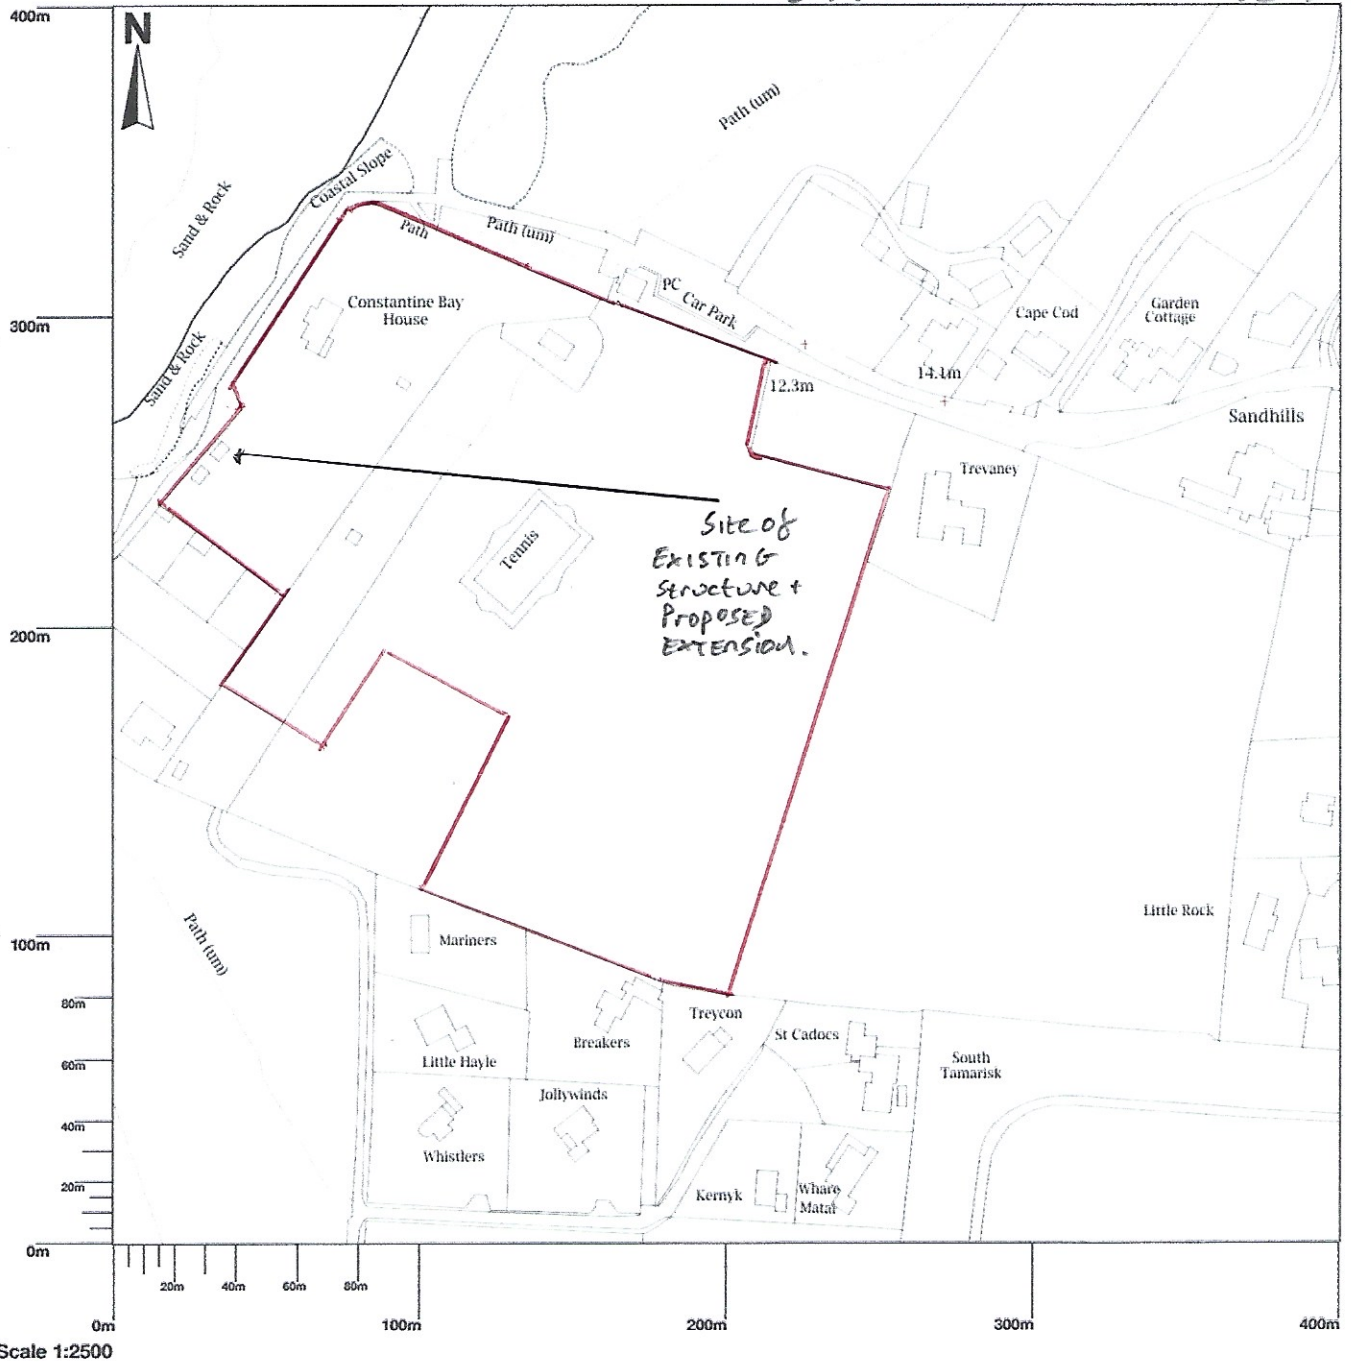 400m
N
Path (um)
Coastal Slope
Sand & Rock
Path
Path (um)
PC
Car Park
Constantine Bay
House
300m
Cape Cod
Garden
Cottage
Sand & Rock
12.3m
14.1m
Sandhills
Trevaney
Tennis
Site of
Existing
structure +
Proposed
Extension.
200m
Little Rock
Path (um)
100m
Mariners
80m
Treycon
St Cadocs
Breakers
Little Hayle
60m
South
Tamarisk
Jollywinds
40m
Whistlers
20m
Kernyk
Whare
Matai
0m
20m
40m
60m
80m
0m
100m
200m
300m
400m
Scale 1:2500